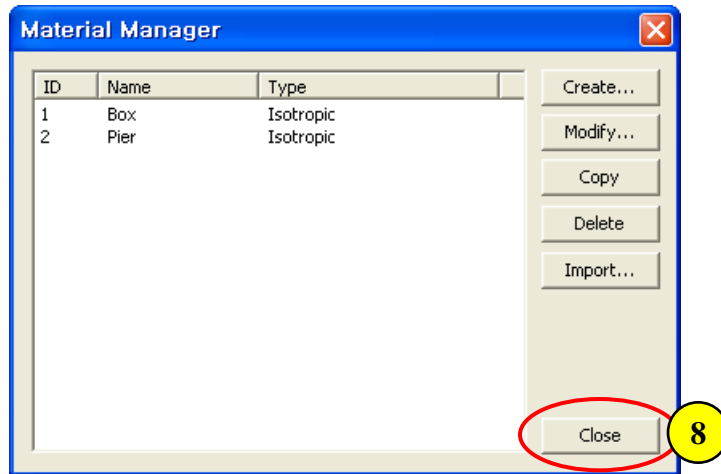 Material Manager
ID Name Type
1 Box Isotropic
2 Pier Isotropic
Create...
Modify...
Copy
Delete
Import...
Close
8